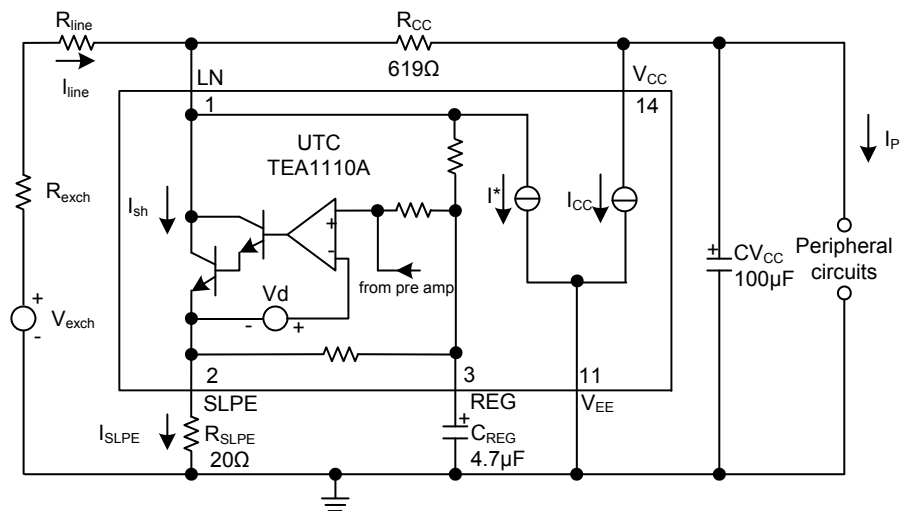 Rline
RCC
619Ω
Iline
LN
VCC
1
14
UTC
TEA1110A
IP
Rexch
Ish
I*
ICC
+
-
from pre amp
+
CVCC
100µF
Peripheral
circuits
Vd
-
+
+
Vexch
-
2
3
11
SLPE
REG
VEE
ISLPE
RSLPE
20Ω
+
CREG
4.7µF